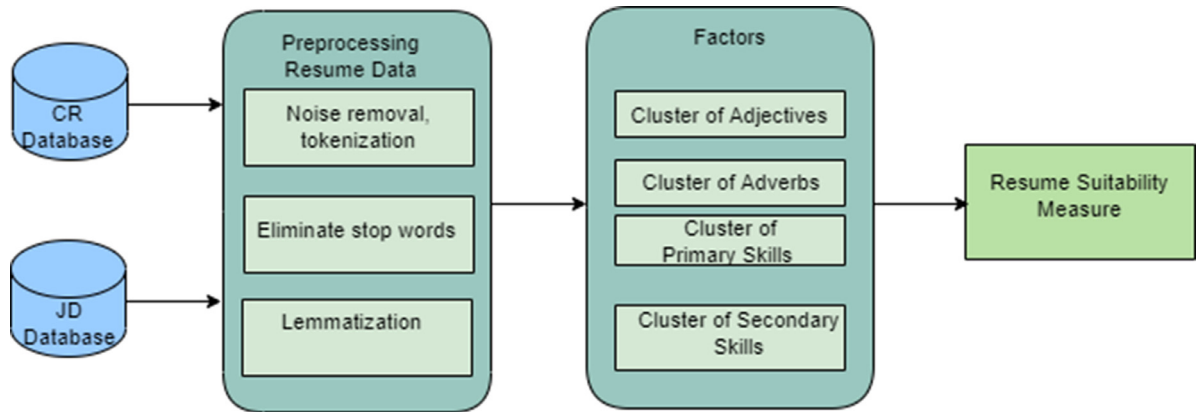 CR
Database
JD
Database
Preprocessing
Resume Data
Noise removal,
tokenization
Eliminate stop words
Lemmatization
Factors
Cluster of Adjectives
Cluster of Adverbs
Cluster of
Primary Skills
Cluster of Secondary
Skills
Resume Suitability
Measure